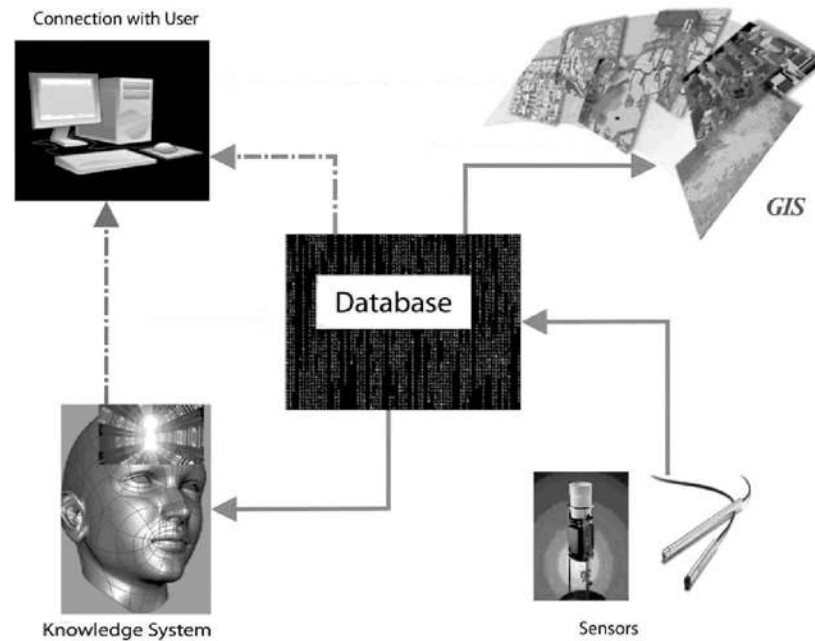 Connection with User
GIS
Database
Knowledge System
Sensors